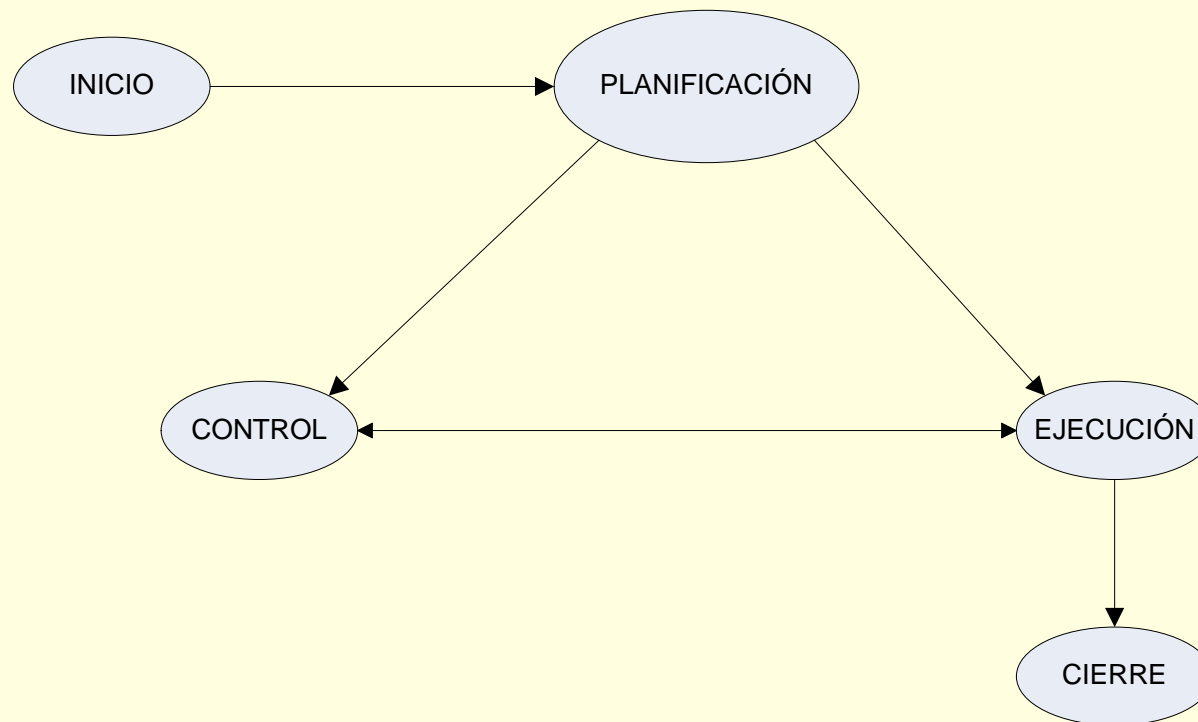 INICIO
PLANIFICACIÓN
CONTROL
EJECUCIÓN
CIERRE